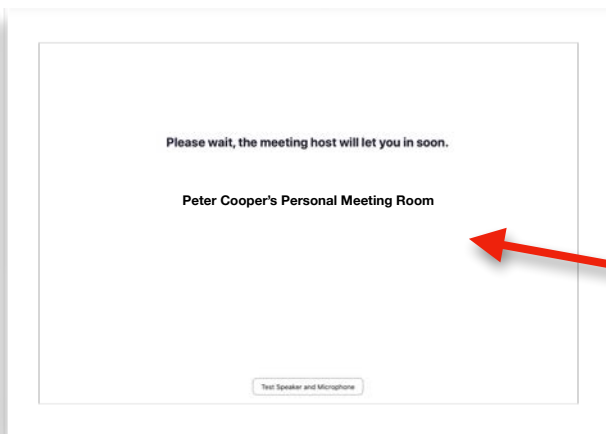 Please wait, the meeting host will let you in soon.
Peter Cooper's Personal Meeting Room
Test Speaker and Microphone